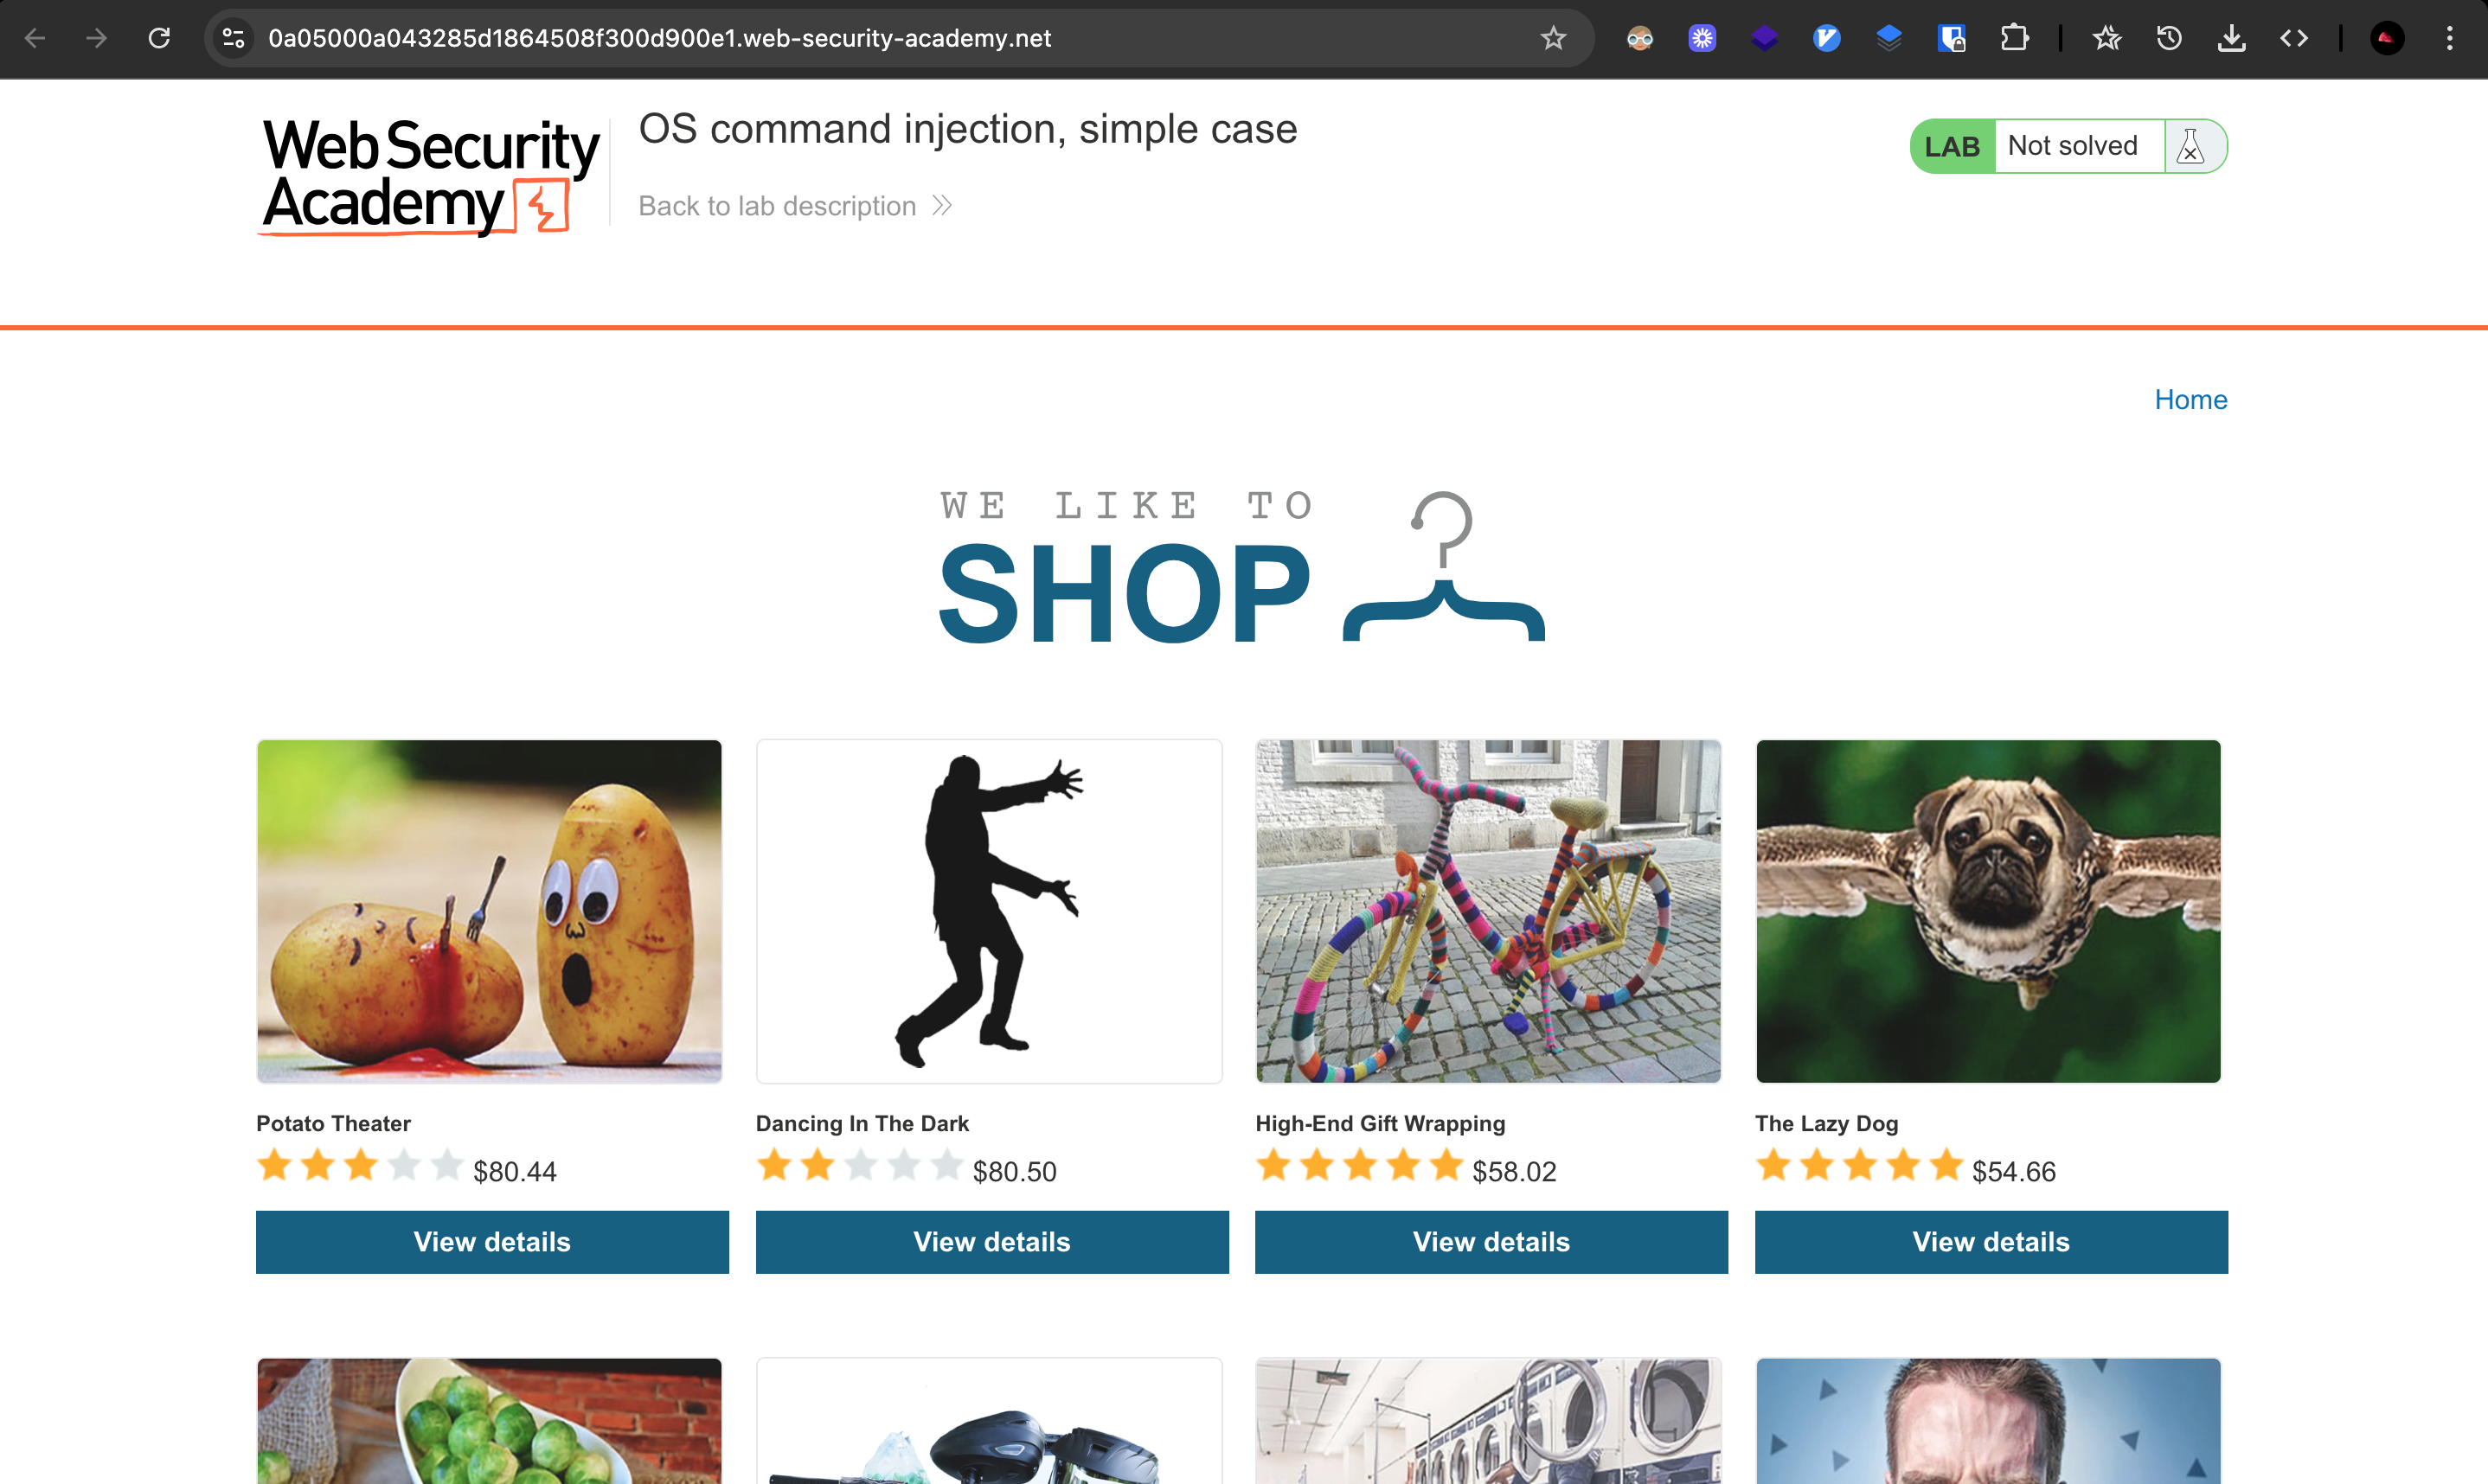 0a05000a043285d1864508f300d900e1.web-security-academy.net
Web Security
Academy
OS command injection, simple case
Back to lab description
LAB Not solved
Home
WE LIKE TO
SHOP
Potato Theater
$80.44
View details
Dancing In The Dark
$80.50
View details
High-End Gift Wrapping
$58.02
View details
The Lazy Dog
$54.66
View details